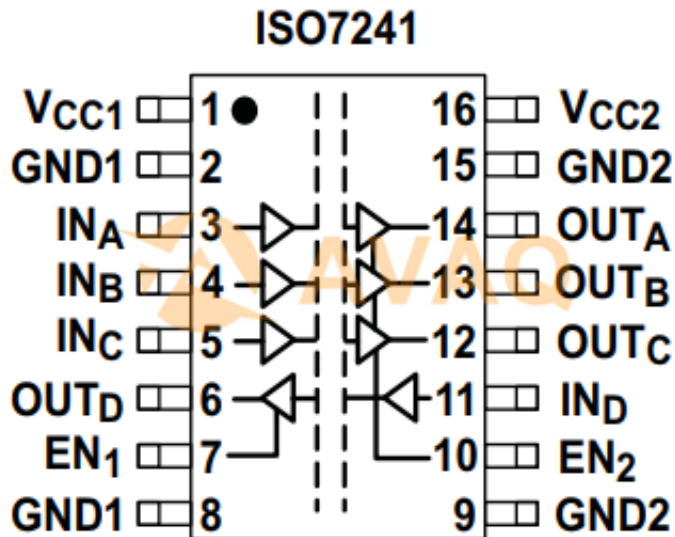 ISO7241
VCC1 1 16 VCC2
GND1 2 15 GND2
INA 3 14 OUTA
INB 4 13 OUTB
INC 5 12 OUTC
OUTD 6 11 IND
EN1 7 10 EN2
GND1 8 9 GND2
AVAQ